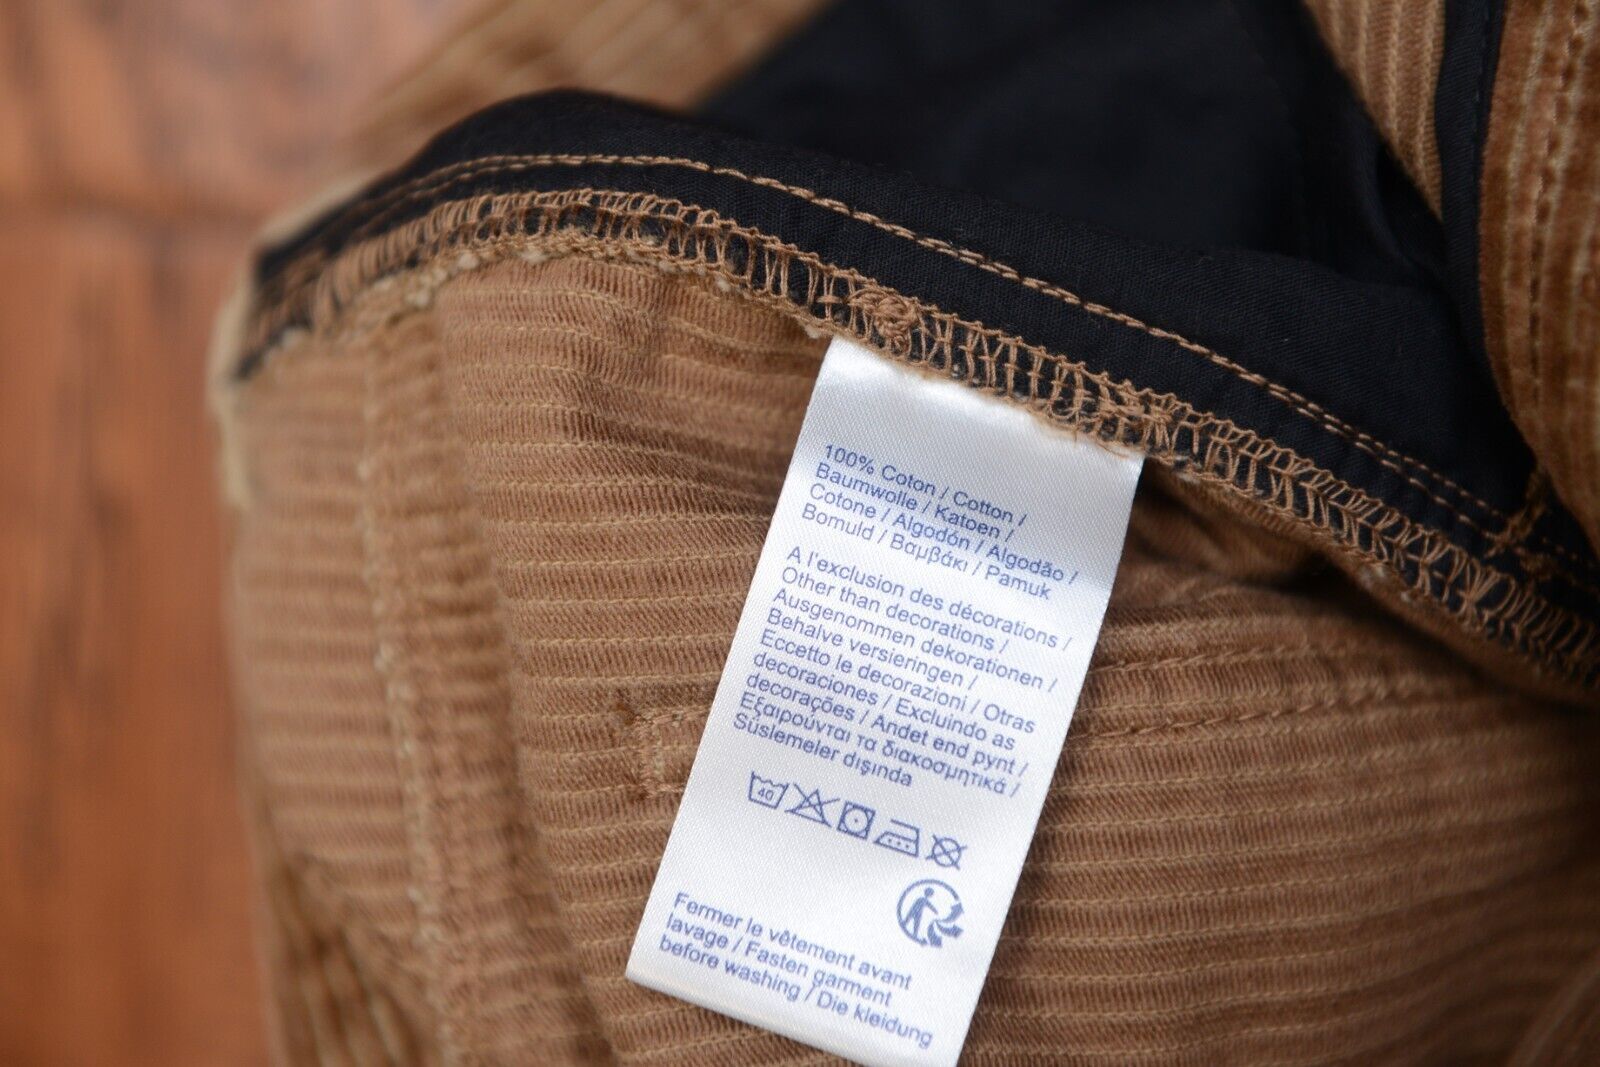 100% Coton / Cotton /
Baumwolle / Katoen /
Cotone / Algodón / Algodão /
Bomuld / Βαμβάκι / Pamuk
A l'exclusion des décorations /
Other than decorations /
Ausgenommen dekorationen /
Behalve versieringen /
Eccetto le decorazioni / Otras
decoraciones / Excluindo as
decorações / Andet end pynt /
Εξαιρούνται τα διακοσμητικά /
Süslemeler dışında
40
Fermer le vêtement avant
lavage / Fasten garment
before washing / Die kleidung